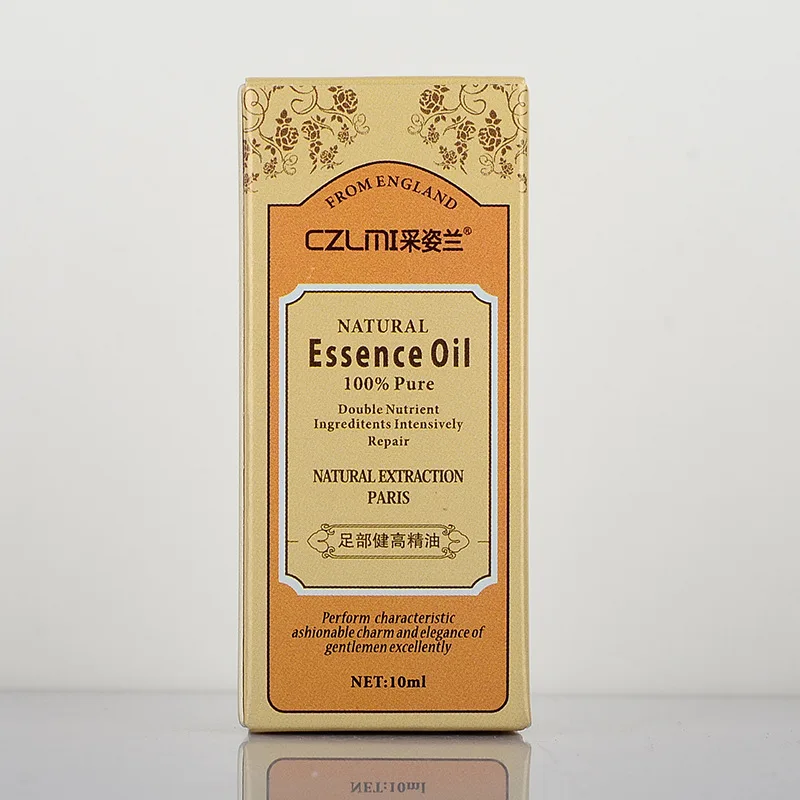 FROM ENGLAND
CZLMI采姿兰®
NATURAL
Essence Oil
100% Pure
Double Nutrient
Ingreditents Intensively
Repair
NATURAL EXTRACTION
PARIS
足部健高精油
Perform characteristic
ashionable charm and elegance of
gentlemen excellently
NET:10ml